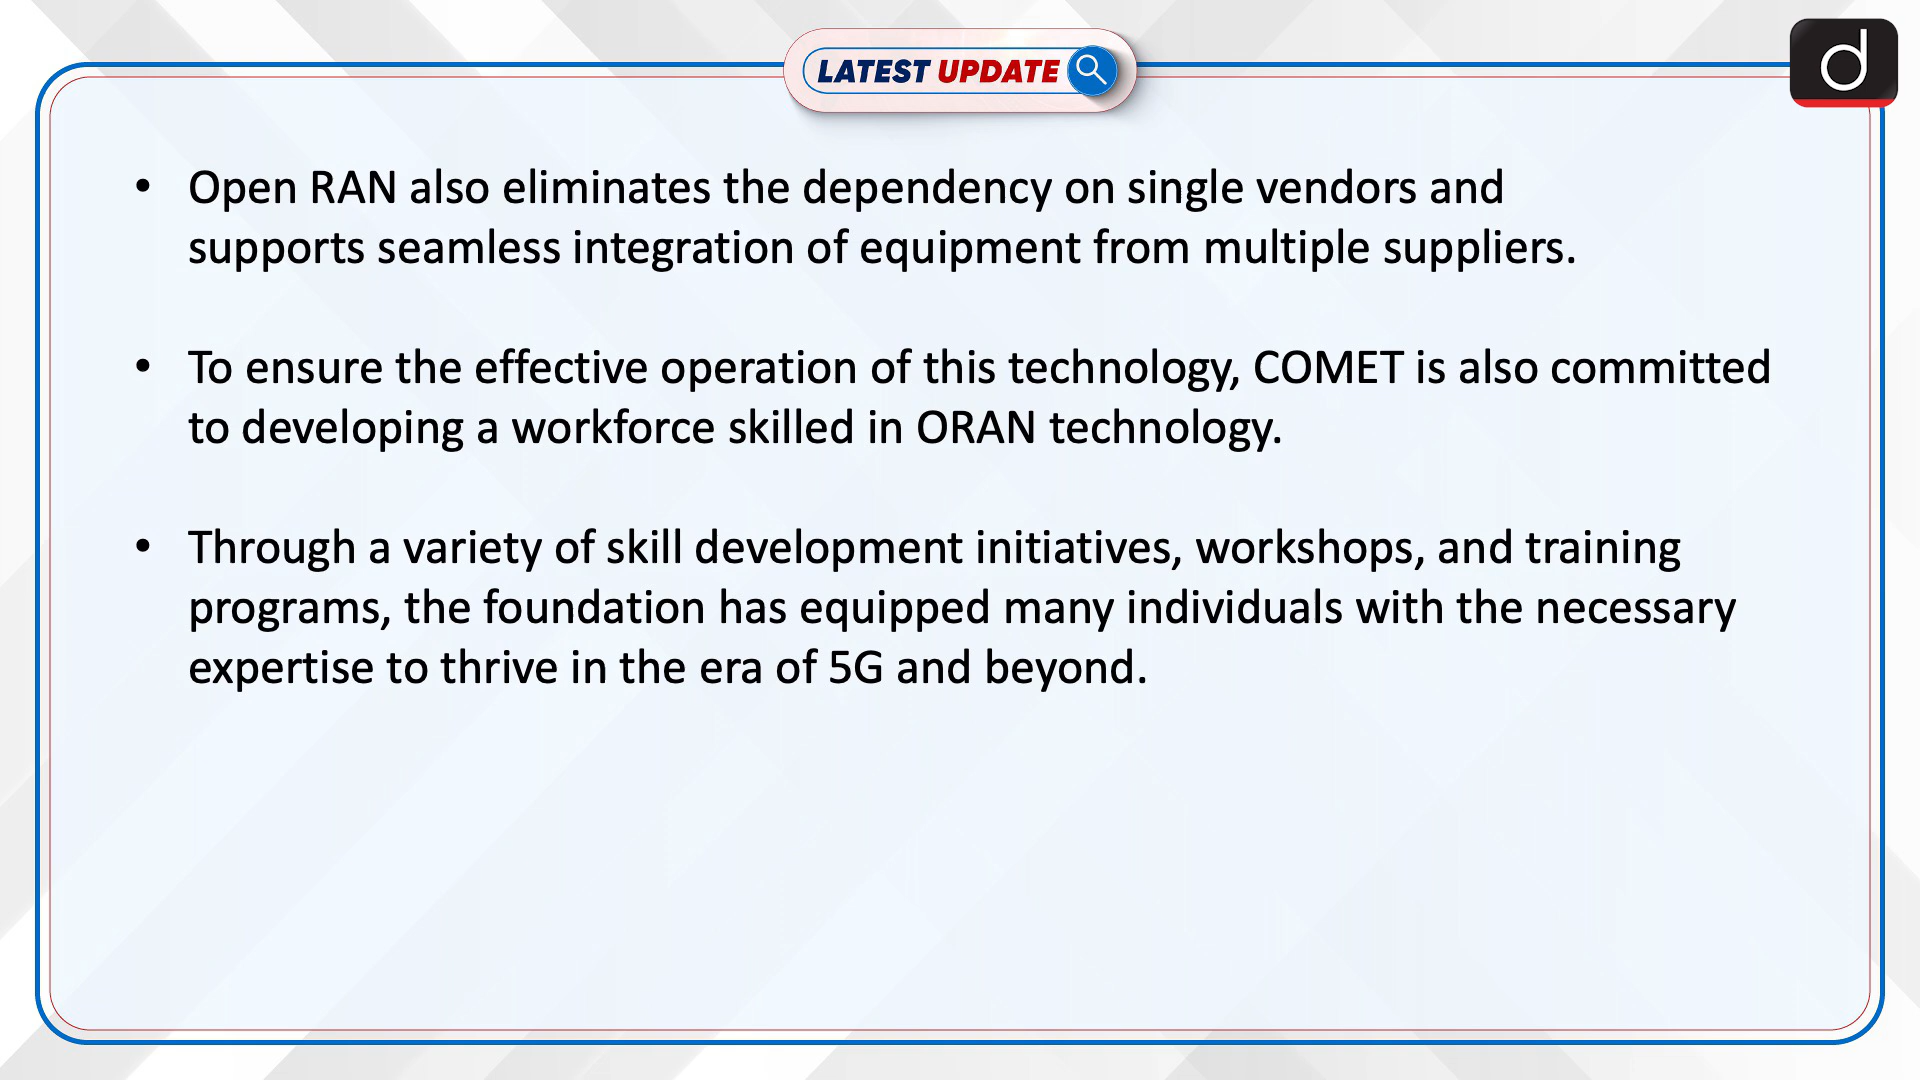 LATEST UPDATE
d
• Open RAN also eliminates the dependency on single vendors and
supports seamless integration of equipment from multiple suppliers.
• To ensure the effective operation of this technology, COMET is also committed
to developing a workforce skilled in ORAN technology.
• Through a variety of skill development initiatives, workshops, and training
programs, the foundation has equipped many individuals with the necessary
expertise to thrive in the era of 5G and beyond.